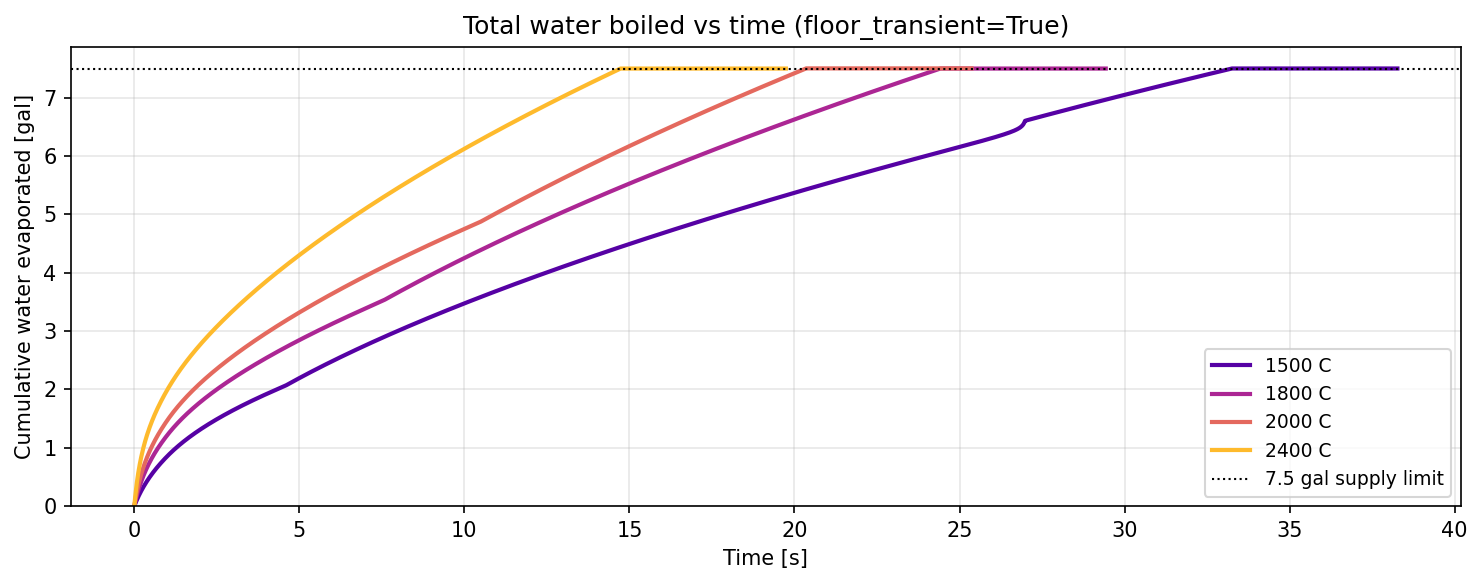 Total water boiled vs time (floor_transient=True)
Cumulative water evaporated [gal]
7
6
5
4
3
2
1
0
0 5 10 15 20 25 30 35 40
Time [s]
1500 C
1800 C
2000 C
2400 C
7.5 gal supply limit